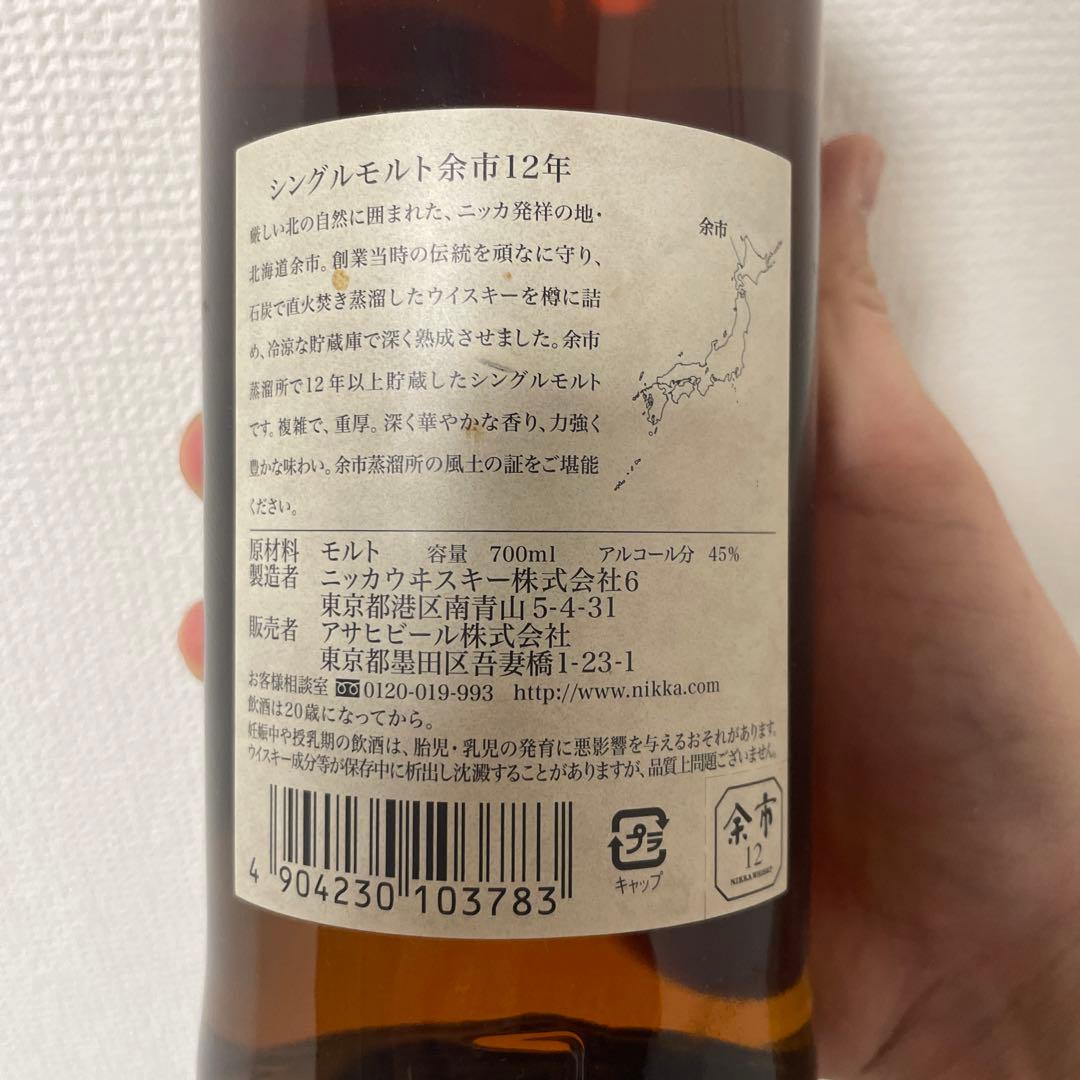 シングルモルト余市12年
厳しい北の自然に囲まれた、ニッカ発祥の地・
北海道余市。創業当時の伝統を頑なに守り、
石炭で直火焚き蒸溜したウイスキーを樽に詰
め、冷涼な貯蔵庫で深く熟成させました。余市
蒸溜所で12年以上貯蔵したシングルモルト
です。複雑で、重厚。深く華やかな香り、力強く
豊かな味わい。余市蒸溜所の風土の証をご堪能
ください。
余市
原材料 モルト 容量 700ml アルコール分 45%
製造者 ニッカウヰスキー株式会社6
東京都港区南青山5-4-31
販売者 アサヒビール株式会社
東京都墨田区吾妻橋1-23-1
お客様相談室 0120-019-993 http://www.nikka.com
飲酒は20歳になってから。
妊娠中や授乳期の飲酒は、胎児・乳児の発育に悪影響を与えるおそれがあります。
ウイスキー成分等が保存中に析出し沈澱することがありますが、品質上問題ございません。
4 904230 103783
プラ
キャップ
余市
12
NIKKA WHISKY